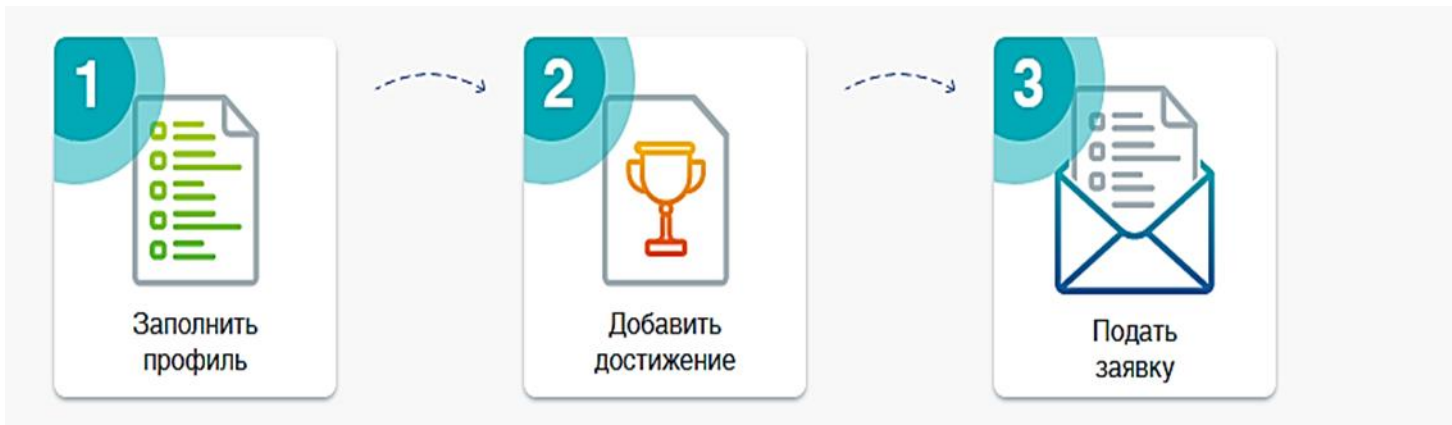 1
Заполнить
профиль
2
Добавить
достижение
3
Подать
заявку